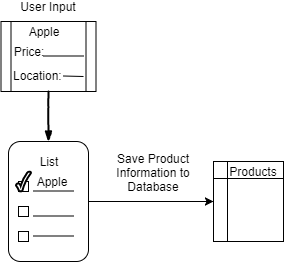 User Input
Apple
Price:
Location:
List
Apple
Save Product
Information to
Database
Products